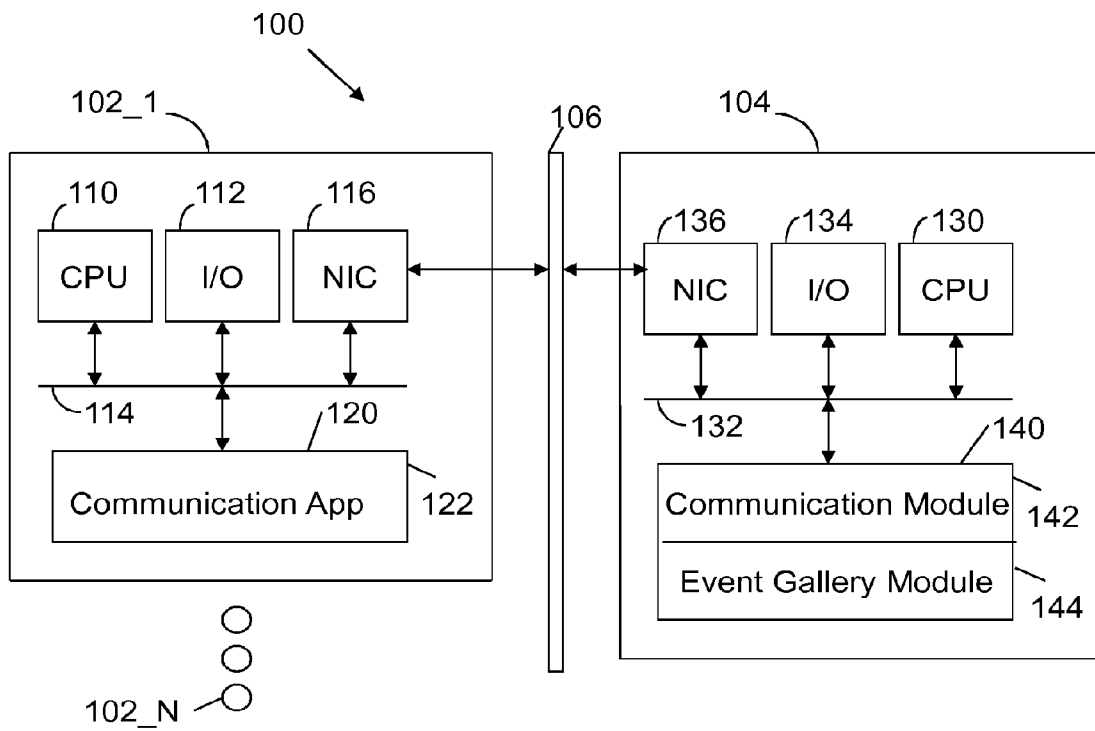 100
102_1
106
104
110
112
116
136
134
130
CPU
I/O
NIC
NIC
I/O
CPU
114
120
132
140
Communication App
122
Communication Module
142
Event Gallery Module
144
102_N